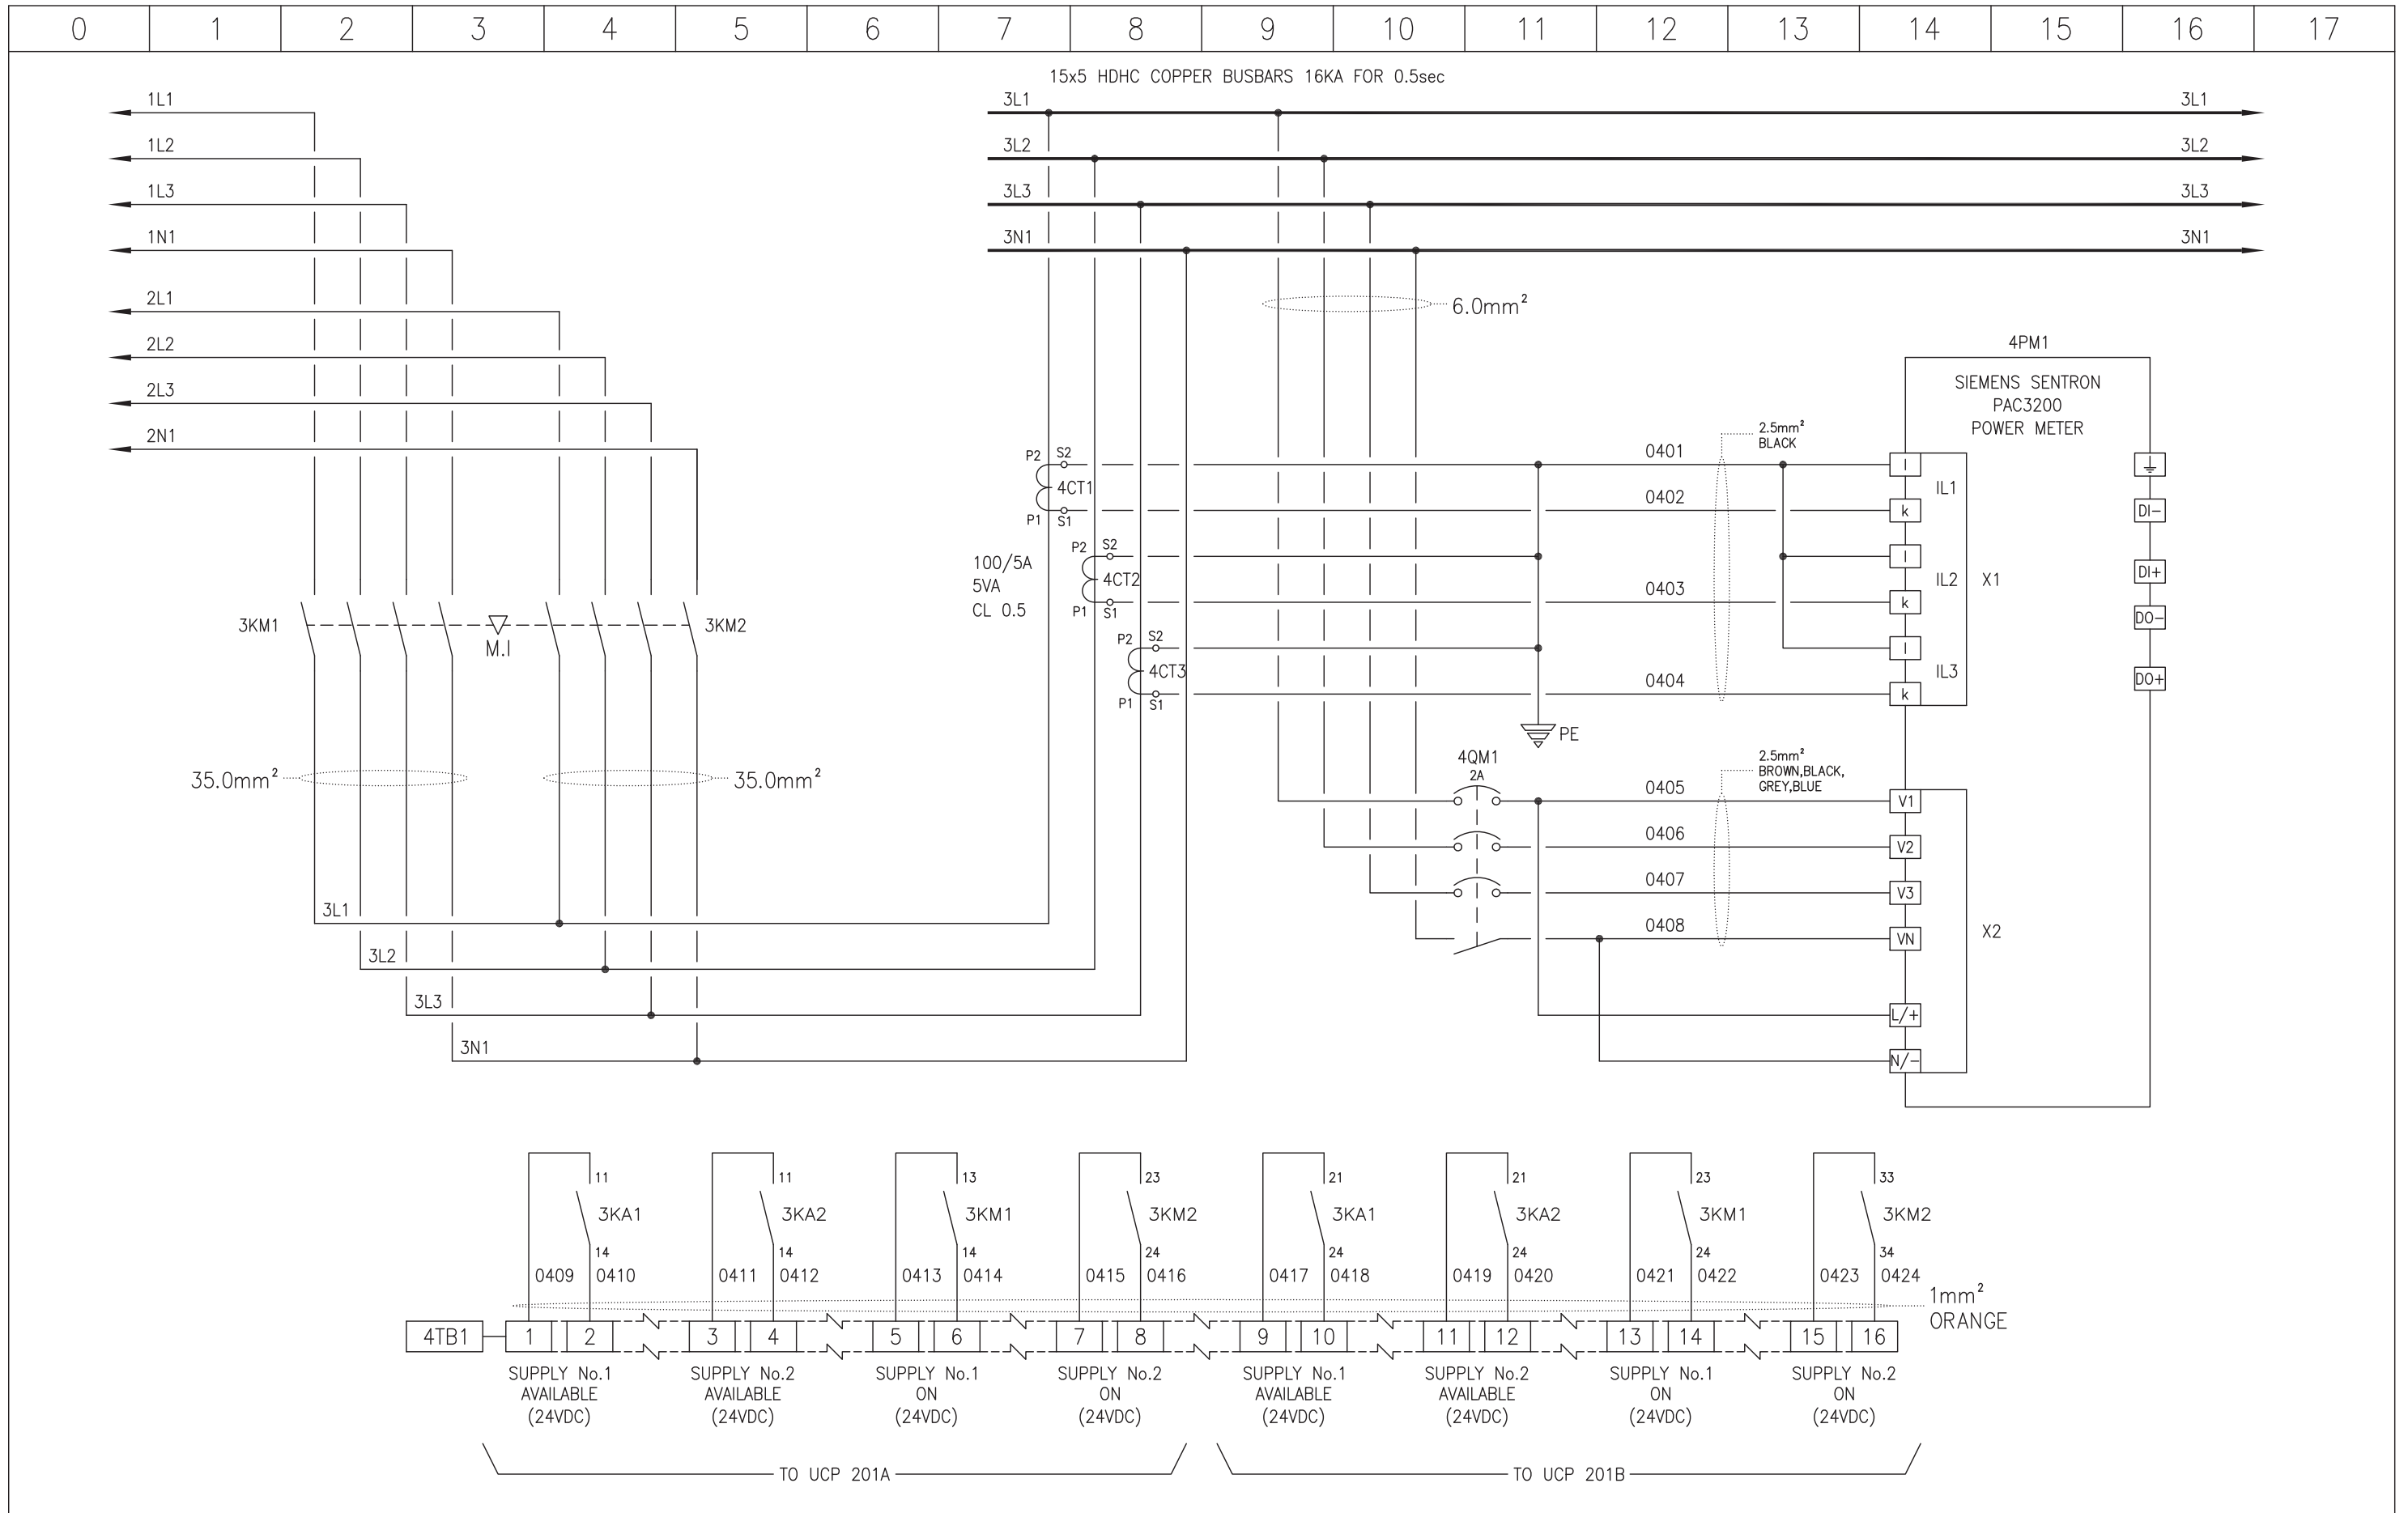 0 1 2 3 4 5 6 7 8 9 10 11 12 13 14 15 16 17
15x5 HDHC COPPER BUSBARS 16KA FOR 0.5sec
1L1 3L1 3L1
1L2 3L2 3L2
1L3 3L3 3L3
1N1 3N1 3N1
2L1
6.0mm²
2L2
4PM1
SIEMENS SENTRON
PAC3200
POWER METER
2L3
2N1
2.5mm²
BLACK
P2 S2 0401 l ⏚
4CT1 IL1
P1 S1 0402 k DI-
P2 S2 l
100/5A
5VA
CL 0.5
4CT2 IL2 X1 DI+
P1 S1 0403 k DO-
3KM1 M.I 3KM2
P2 S2 l
4CT3 IL3 DO+
P1 S1 0404 k
PE
35.0mm² 35.0mm²
4QM1
2A
2.5mm²
BROWN,BLACK,
GREY,BLUE
0405 V1
0406 V2
0407 V3
3L1
0408 VN X2
3L2
3L3 L/+
3N1 N/-
11 11 13 23 21 21 23 33
3KA1 3KA2 3KM1 3KM2 3KA1 3KA2 3KM1 3KM2
14 14 14 24 24 24 24 34
0409 0410 0411 0412 0413 0414 0415 0416 0417 0418 0419 0420 0421 0422 0423 0424
1mm²
ORANGE
4TB1 1 2 3 4 5 6 7 8 9 10 11 12 13 14 15 16
SUPPLY No.1 SUPPLY No.2 SUPPLY No.1 SUPPLY No.2 SUPPLY No.1 SUPPLY No.2 SUPPLY No.1 SUPPLY No.2
AVAILABLE AVAILABLE ON ON AVAILABLE AVAILABLE ON ON
(24VDC) (24VDC) (24VDC) (24VDC) (24VDC) (24VDC) (24VDC) (24VDC)
TO UCP 201A TO UCP 201B